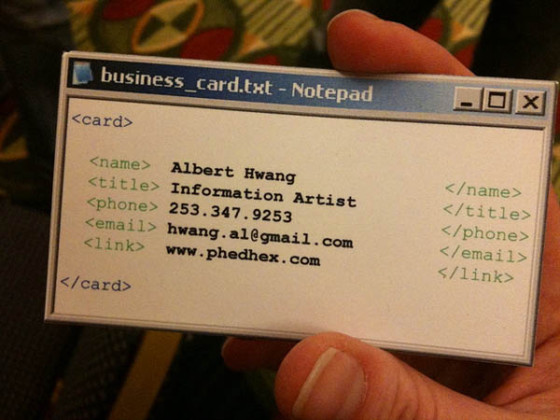 business_card.txt - Notepad
<card>
<name> Albert Hwang </name>
<title> Information Artist </title>
<phone> 253.347.9253 </phone>
<email> hwang.al@gmail.com </email>
<link> www.phedhex.com </link>
</card>